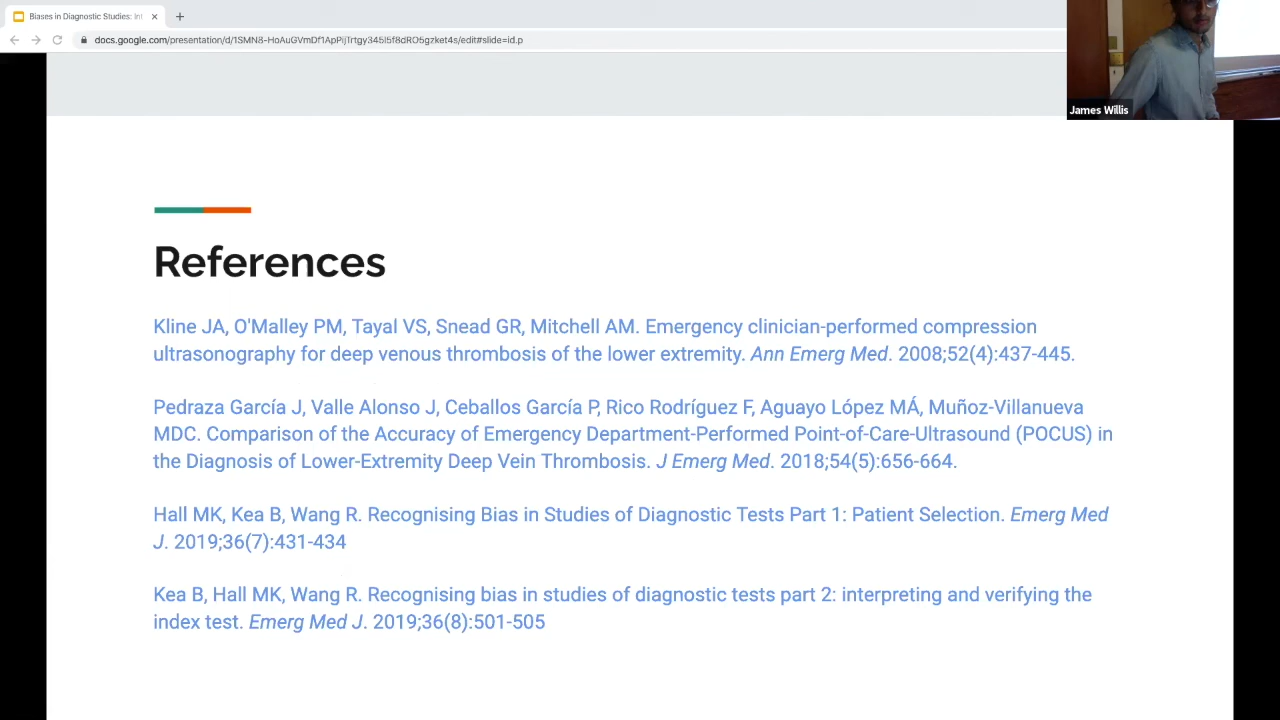 Biases in Diagnostic Studies: Int
docs.google.com/presentation/d/1SMN8-HoAuGVmDf1ApPijTrtgy345l5f8dRO5gzket4s/edit#slide=id.p
James Willis
References
Kline JA, O'Malley PM, Tayal VS, Snead GR, Mitchell AM. Emergency clinician-performed compression
ultrasonography for deep venous thrombosis of the lower extremity. Ann Emerg Med. 2008;52(4):437-445.
Pedraza García J, Valle Alonso J, Ceballos García P, Rico Rodríguez F, Aguayo López MÁ, Muñoz-Villanueva
MDC. Comparison of the Accuracy of Emergency Department-Performed Point-of-Care-Ultrasound (POCUS) in
the Diagnosis of Lower-Extremity Deep Vein Thrombosis. J Emerg Med. 2018;54(5):656-664.
Hall MK, Kea B, Wang R. Recognising Bias in Studies of Diagnostic Tests Part 1: Patient Selection. Emerg Med
J. 2019;36(7):431-434
Kea B, Hall MK, Wang R. Recognising bias in studies of diagnostic tests part 2: interpreting and verifying the
index test. Emerg Med J. 2019;36(8):501-505